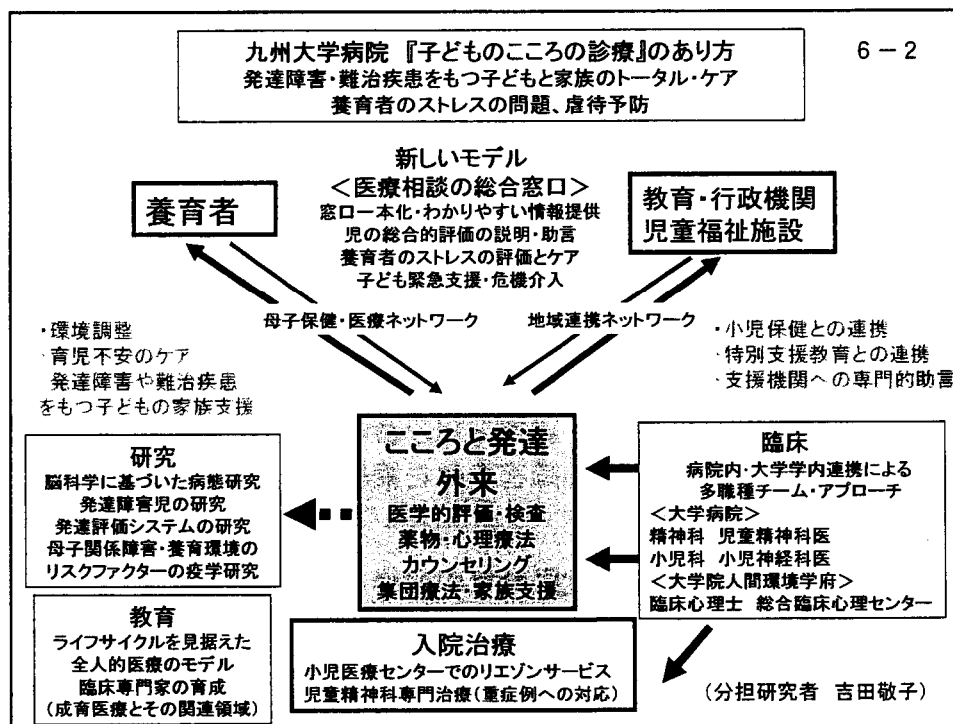 九州大学病院 『子どものこころの診療』のあり方
発達障害・難治疾患をもつ子どもと家族のトータル・ケア
養育者のストレスの問題、虐待予防
6－2
新しいモデル
＜医療相談の総合窓口＞
窓口一本化・わかりやすい情報提供
児の総合的評価の説明・助言
養育者のストレスの評価とケア
子ども緊急支援・危機介入
養育者
教育・行政機関
児童福祉施設
母子保健・医療ネットワーク
地域連携ネットワーク
・環境調整
・育児不安のケア
発達障害や難治疾患
をもつ子どもの家族支援
・小児保健との連携
・特別支援教育との連携
・支援機関への専門的助言
こころと発達
外来
医学的評価・検査
薬物・心理療法
カウンセリング
集団療法・家族支援
研究
脳科学に基づいた病態研究
発達障害児の研究
発達評価システムの研究
母子関係障害・養育環境の
リスクファクターの疫学研究
臨床
病院内・大学学内連携による
多職種チーム・アプローチ
＜大学病院＞
精神科 児童精神科医
小児科 小児神経科医
＜大学院人間環境学府＞
臨床心理士 総合臨床心理センター
教育
ライフサイクルを見据えた
全人的医療のモデル
臨床専門家の育成
（成育医療とその関連領域）
入院治療
小児医療センターでのリエゾンサービス
児童精神科専門治療（重症例への対応）
（分担研究者 吉田敬子）